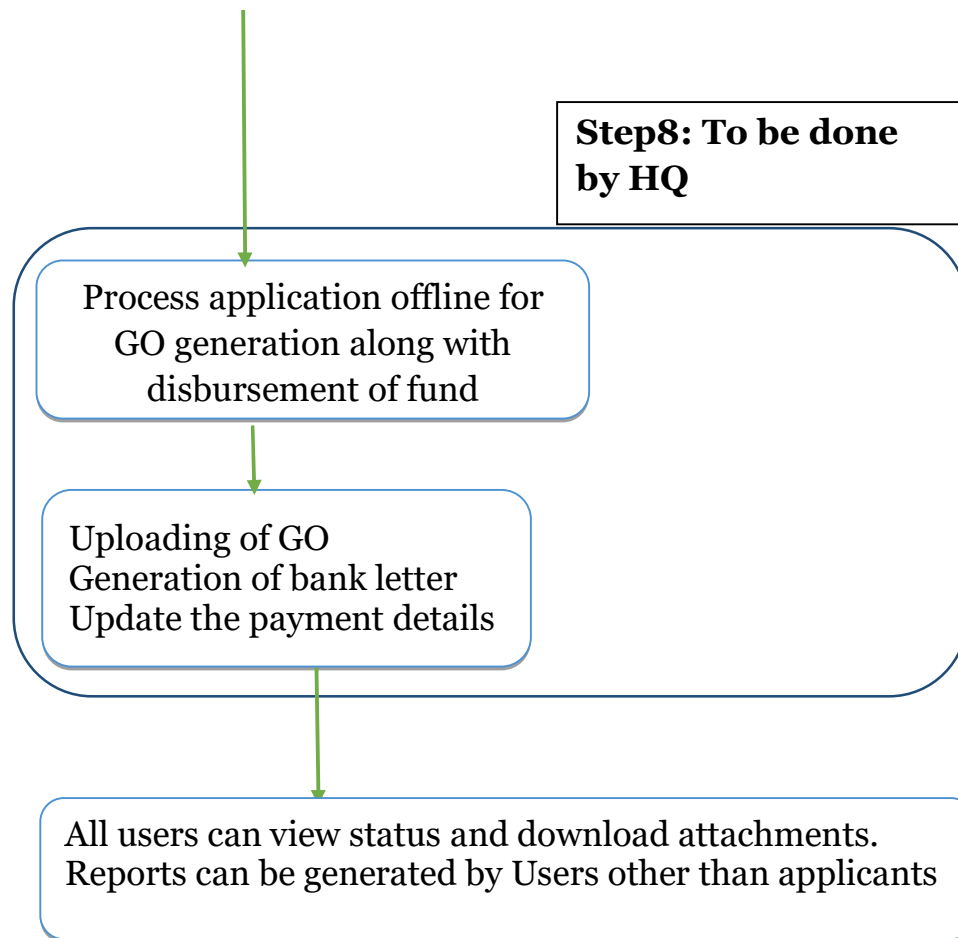 Step8: To be done
by HQ
Process application offline for
GO generation along with
disbursement of fund
Uploading of GO
Generation of bank letter
Update the payment details
All users can view status and download attachments.
Reports can be generated by Users other than applicants